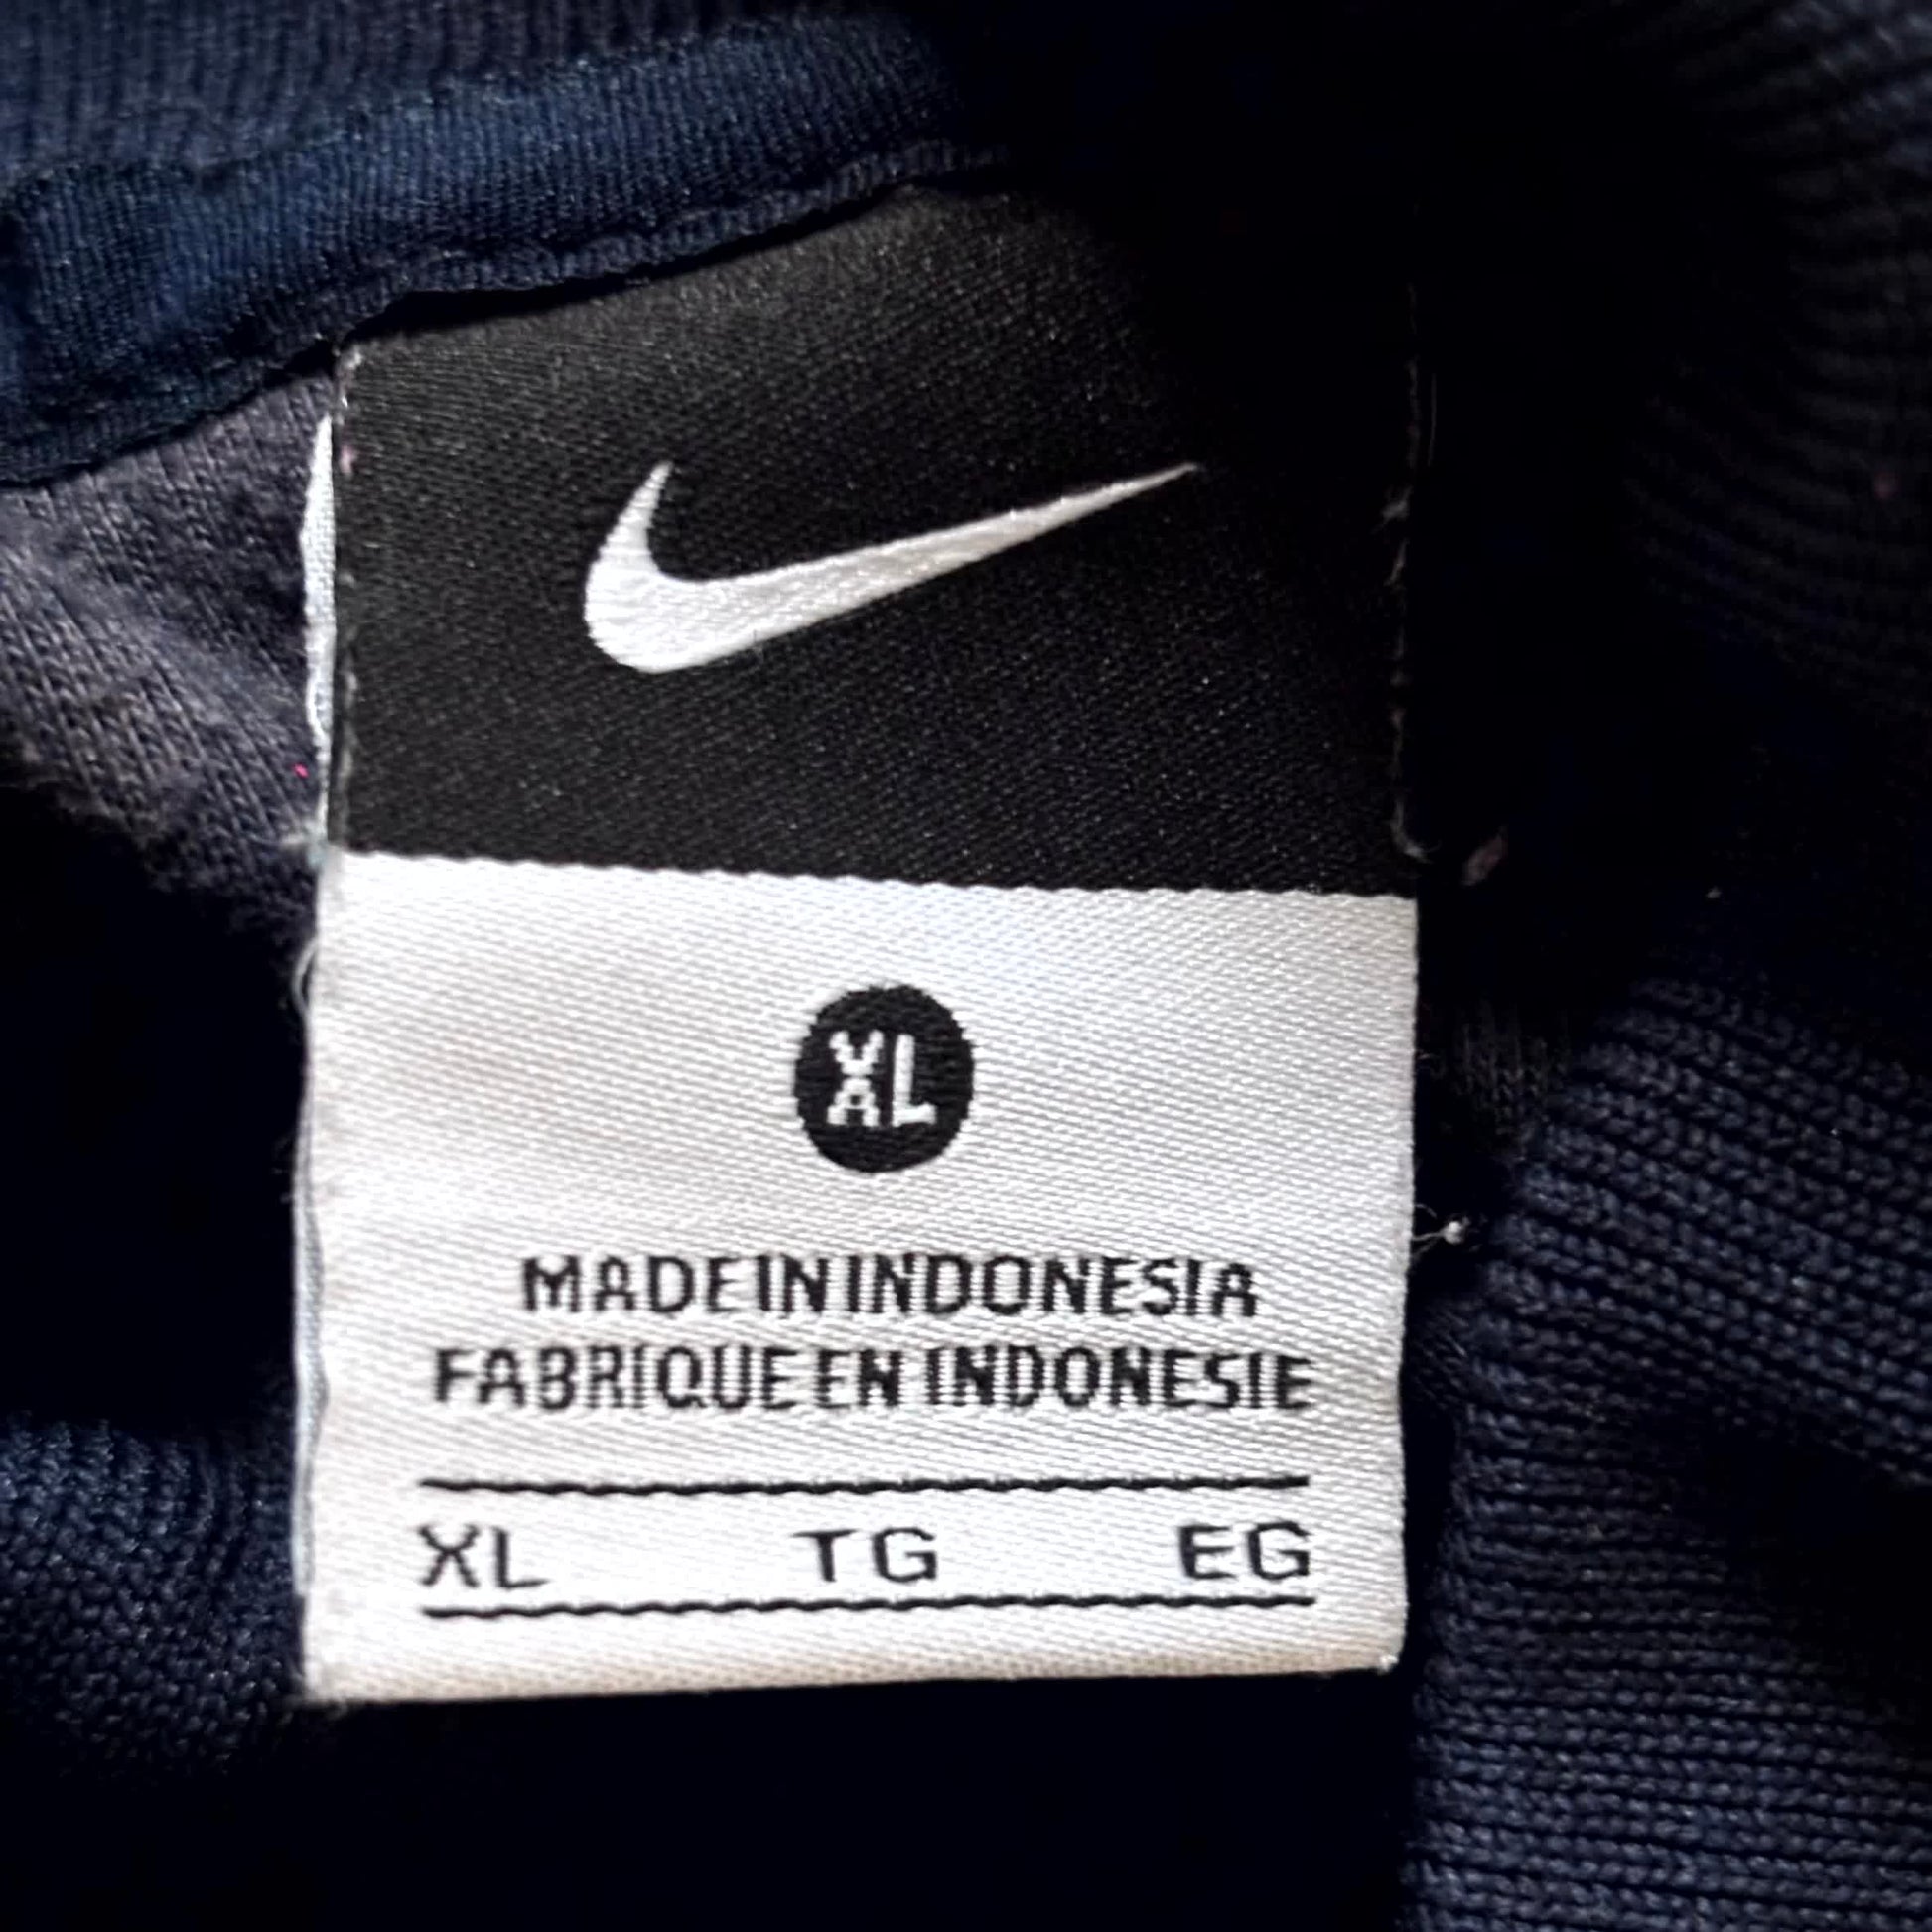 XL
MADE IN INDONESIA
FABRIQUE EN INDONESIE
XL TG EG